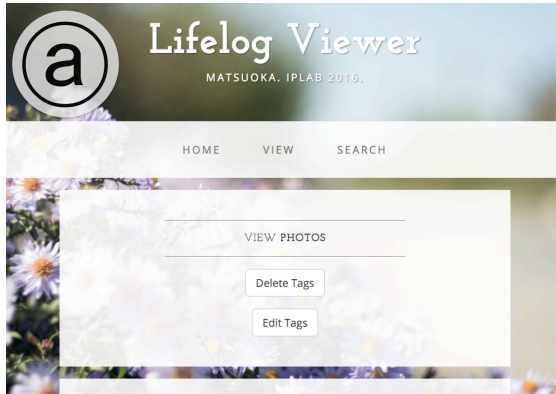 a
Lifelog Viewer
MATSUOKA. IPLAB 2016.
HOME VIEW SEARCH
VIEW PHOTOS
Delete Tags
Edit Tags